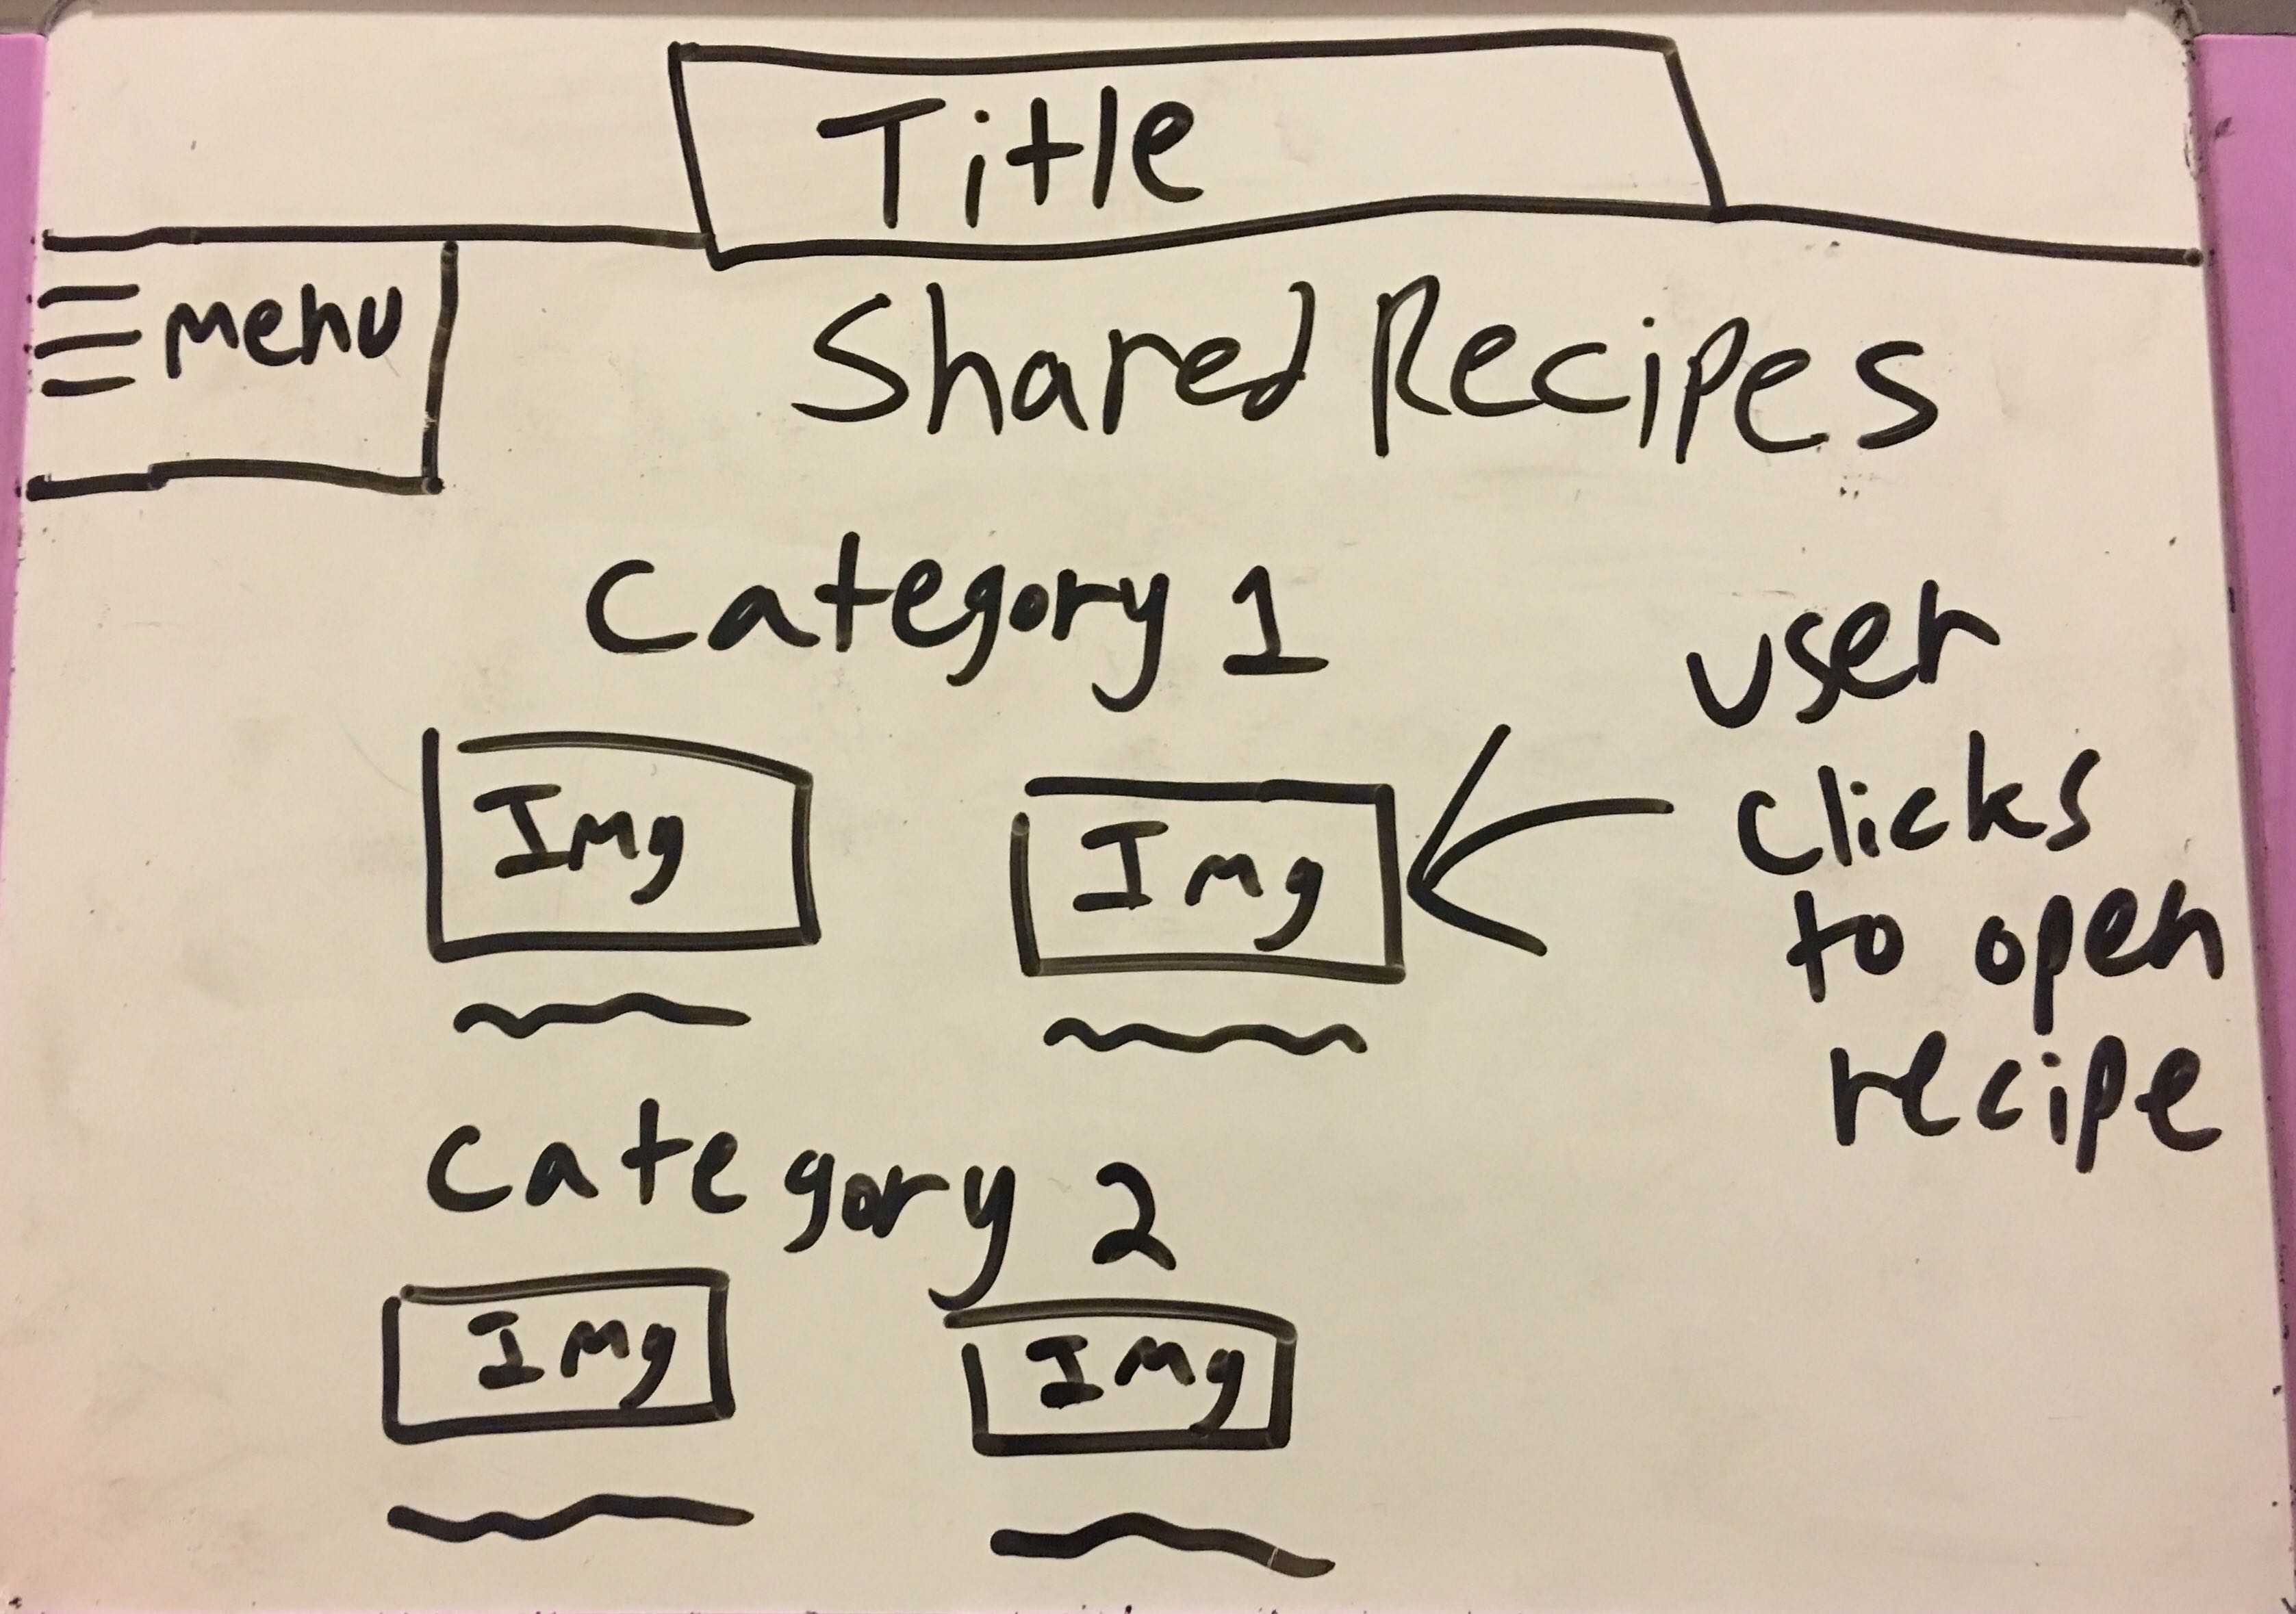 Title
Menu
Shared Recipes
Category 1
Img
Img
user
clicks
to open
recipe
Category 2
Img
Img